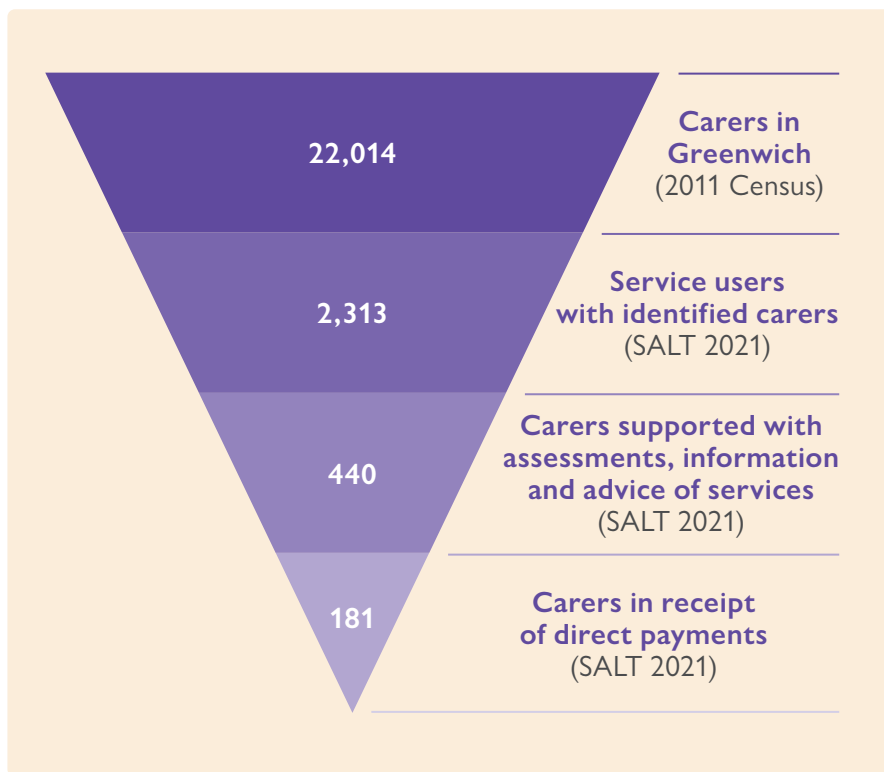 22,014
Carers in
Greenwich
(2011 Census)
2,313
Service users
with identified carers
(SALT 2021)
440
Carers supported with
assessments, information
and advice of services
(SALT 2021)
181
Carers in receipt
of direct payments
(SALT 2021)